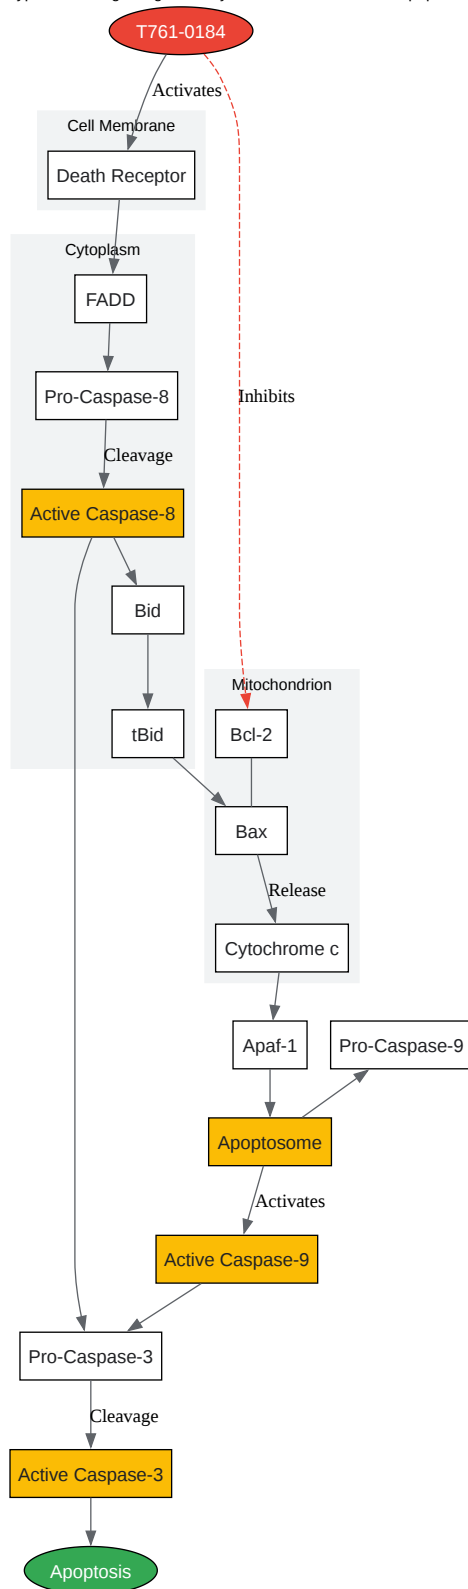 T761-0184
Activates
Cell Membrane
Death Receptor
Cytoplasm
FADD
Pro-Caspase-8
Inhibits
Cleavage
Active Caspase-8
Bid
Mitochondrion
tBid
Bcl-2
Bax
Release
Cytochrome c
Apaf-1
Pro-Caspase-9
Apoptosome
Activates
Active Caspase-9
Pro-Caspase-3
Cleavage
Active Caspase-3
Apoptosis